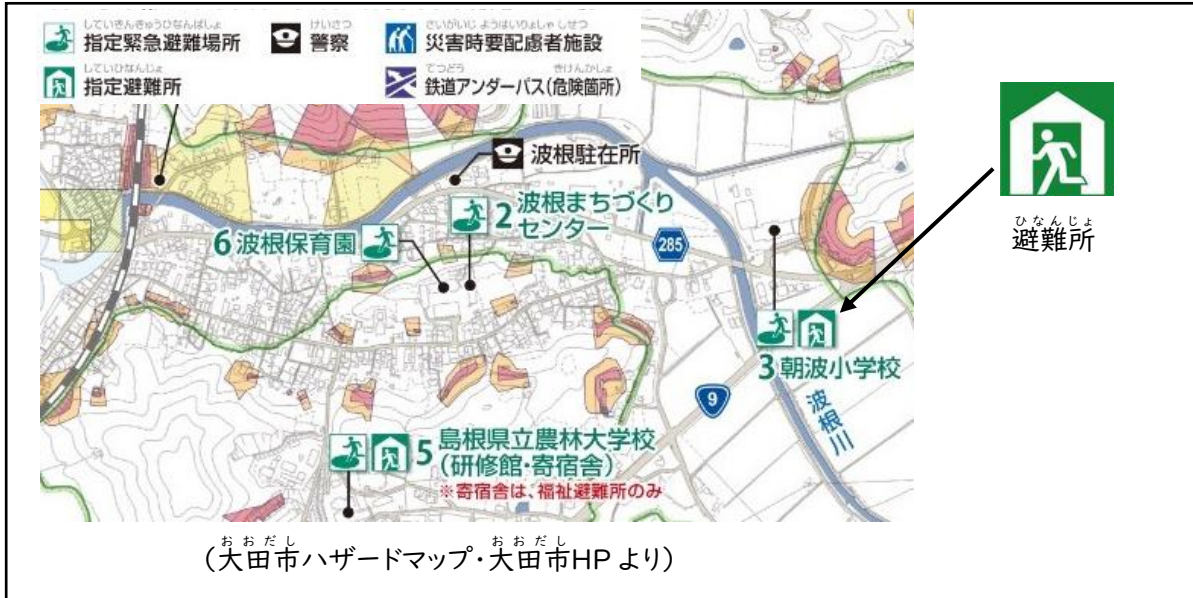 していきんきゅうひなんばしょ けいさつ さいがいじ ようはいりょしゃ しせつ
指定緊急避難場所 警察 災害時要配慮者施設
していひなんじょ てつどう きけんかしょ
指定避難所 鉄道アンダーパス(危険箇所)
波根駐在所
2 波根まちづくり
センター
6 波根保育園
285
ひなんじょ
避難所
3 朝波小学校
9
波根川
5 島根県立農林大学校
(研修館・寄宿舎)
※寄宿舎は、福祉避難所のみ
おおだし おおだし
(大田市ハザードマップ・大田市HPより)